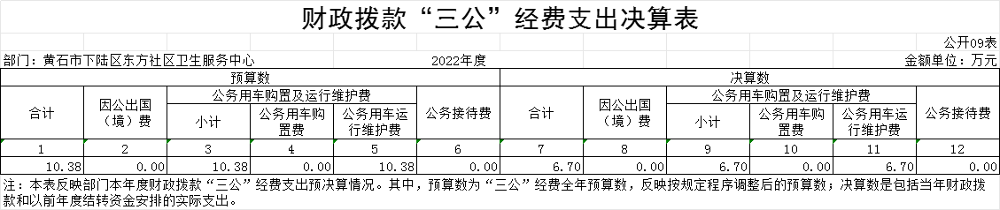 财政拨款“三公”经费支出决算表
公开09表
部门：黄石市下陆区东方社区卫生服务中心 2022年度 金额单位：万元
预算数 决算数
合计 因公出国（境）费 公务用车购置及运行维护费 公务接待费 合计 因公出国（境）费 公务用车购置及运行维护费 公务接待费
小计 公务用车购置费 公务用车运行维护费 小计 公务用车购置费 公务用车运行维护费
1 2 3 4 5 6 7 8 9 10 11 12
10.38 0.00 10.38 0.00 10.38 0.00 6.70 0.00 6.70 0.00 6.70 0.00
注：本表反映部门本年度财政拨款“三公”经费支出预决算情况。其中，预算数为“三公”经费全年预算数，反映按规定程序调整后的预算数；决算数是包括当年财政拨
款和以前年度结转资金安排的实际支出。